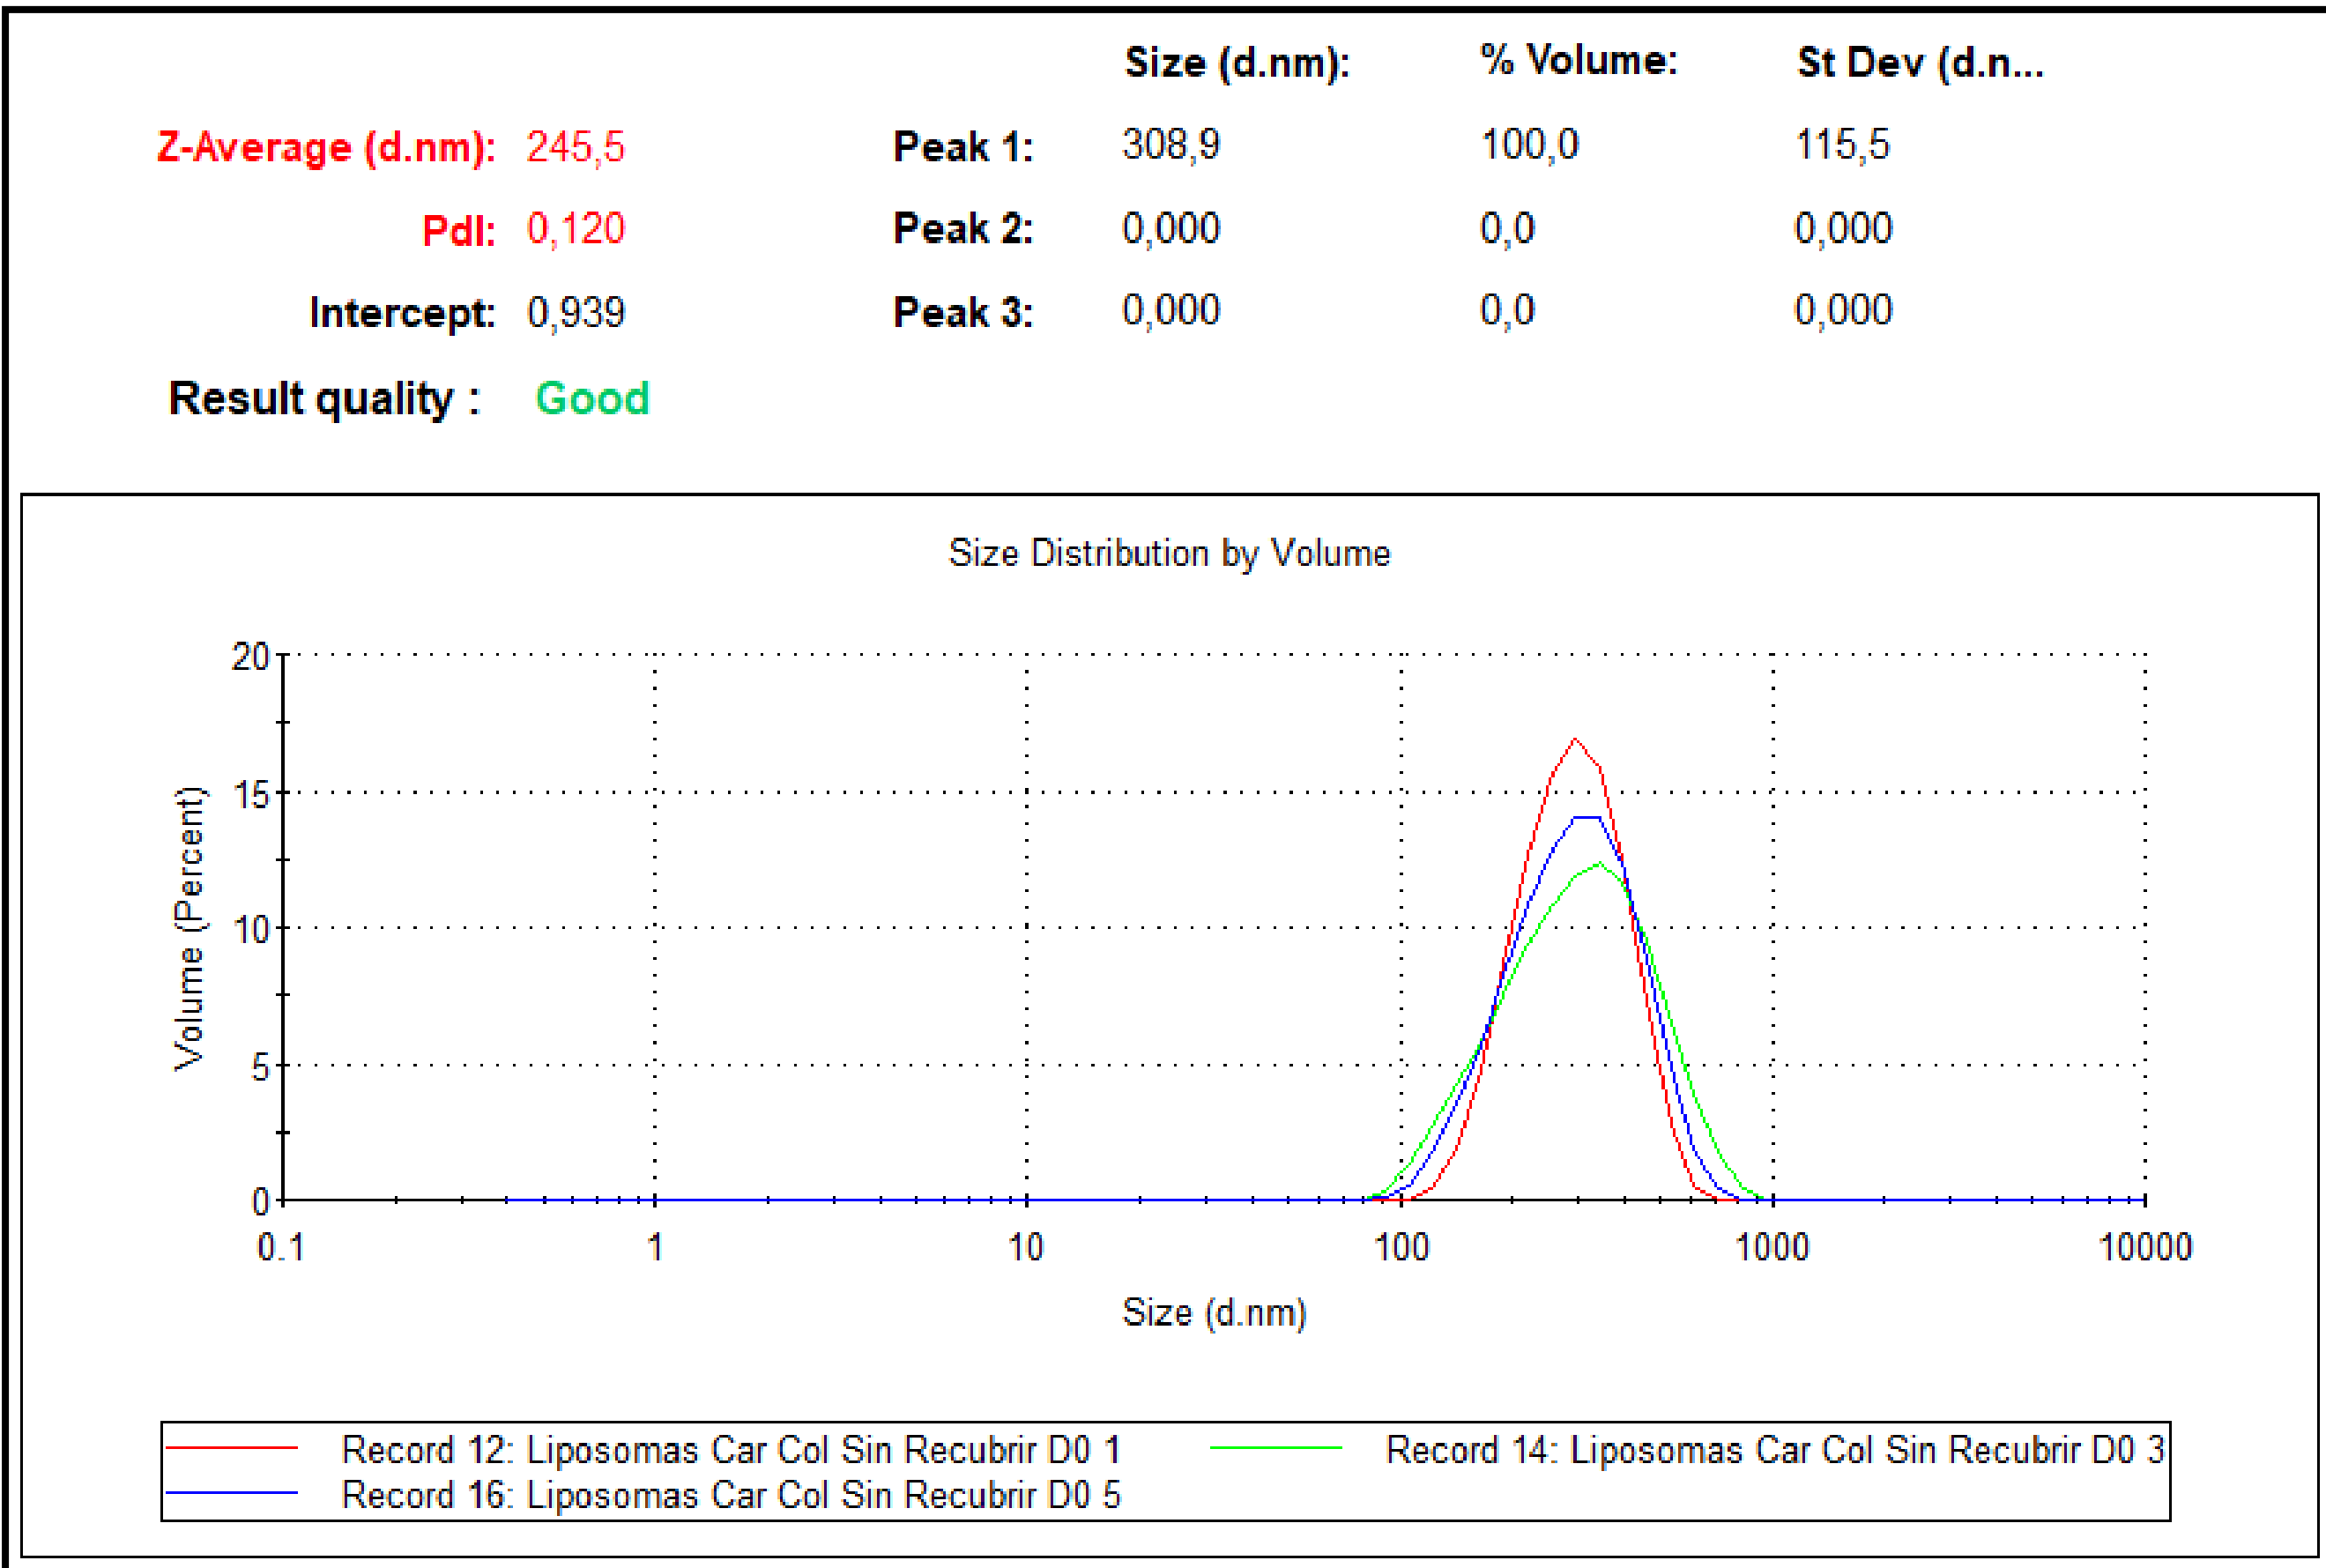 Size (d.nm): % Volume: St Dev (d.n...
Z-Average (d.nm): 245,5 Peak 1: 308,9 100,0 115,5
PdI: 0,120 Peak 2: 0,000 0,0 0,000
Intercept: 0,939 Peak 3: 0,000 0,0 0,000
Result quality : Good
Size Distribution by Volume
20
15
10
5
0
Volume (Percent)
0.1 1 10 100 1000 10000
Size (d.nm)
Record 12: Liposomas Car Col Sin Recubrir D0 1 Record 14: Liposomas Car Col Sin Recubrir D0 3
Record 16: Liposomas Car Col Sin Recubrir D0 5